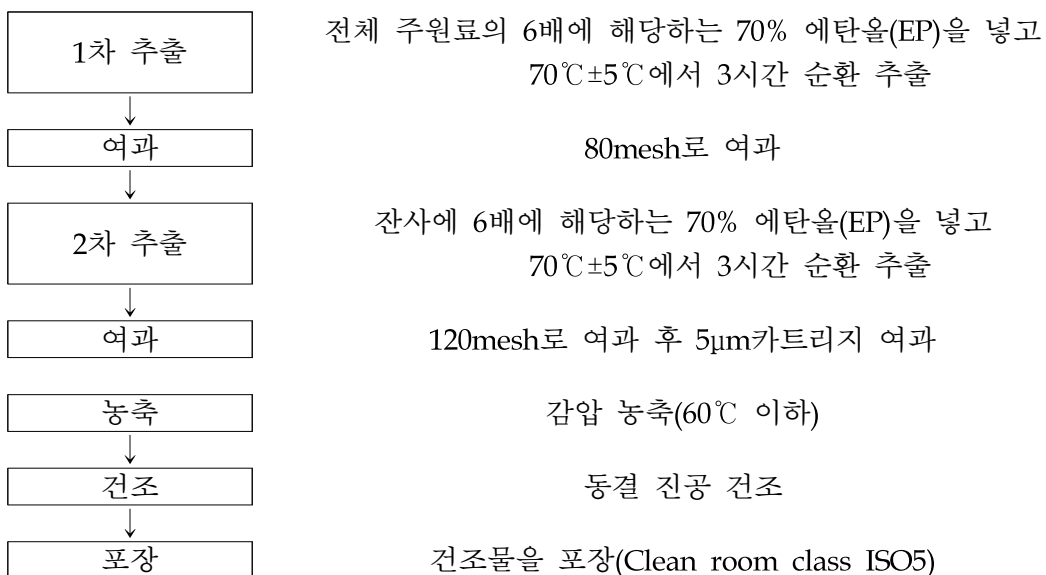 1차 추출
전체 주원료의 6배에 해당하는 70% 에탄올(EP)을 넣고
70℃±5℃에서 3시간 순환 추출
여과
80mesh로 여과
2차 추출
잔사에 6배에 해당하는 70% 에탄올(EP)을 넣고
70℃±5℃에서 3시간 순환 추출
여과
120mesh로 여과 후 5μm카트리지 여과
농축
감압 농축(60℃ 이하)
건조
동결 진공 건조
포장
건조물을 포장(Clean room class ISO5)